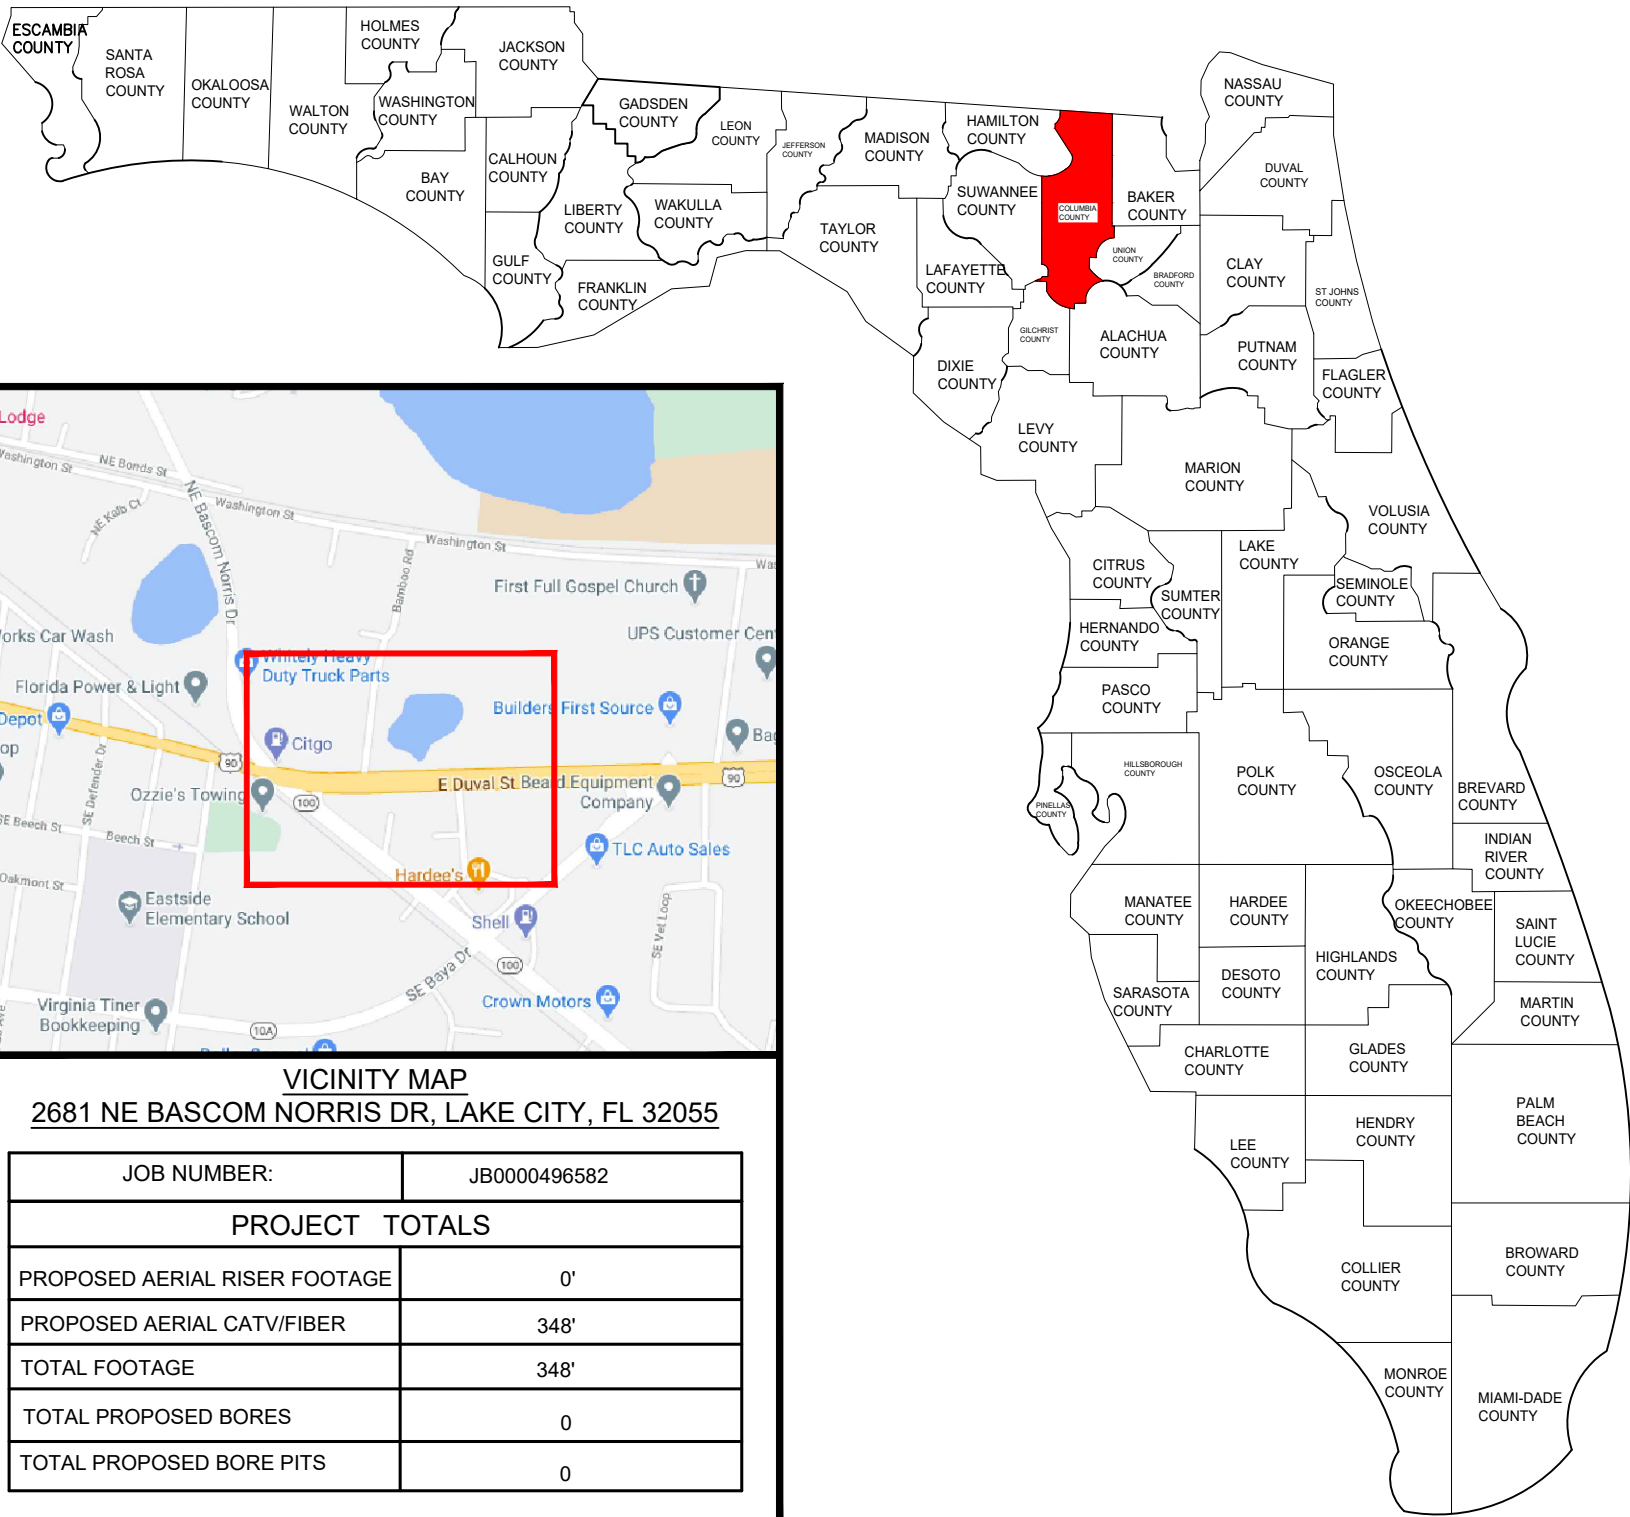 ESCAMBIA
COUNTY
SANTA
ROSA
COUNTY
OKALOOSA
COUNTY
WALTON
COUNTY
HOLMES
COUNTY
WASHINGTON
COUNTY
JACKSON
COUNTY
BAY
COUNTY
CALHOUN
COUNTY
GULF
COUNTY
GADSDEN
COUNTY
LIBERTY
COUNTY
FRANKLIN
COUNTY
LEON
COUNTY
WAKULLA
COUNTY
JEFFERSON
COUNTY
MADISON
COUNTY
TAYLOR
COUNTY
HAMILTON
COUNTY
SUWANNEE
COUNTY
LAFAYETTE
COUNTY
COLUMBIA
COUNTY
BAKER
COUNTY
UNION
COUNTY
BRADFORD
COUNTY
NASSAU
COUNTY
DUVAL
COUNTY
CLAY
COUNTY
ST JOHNS
COUNTY
GILCHRIST
COUNTY
DIXIE
COUNTY
ALACHUA
COUNTY
PUTNAM
COUNTY
FLAGLER
COUNTY
LEVY
COUNTY
MARION
COUNTY
VOLUSIA
COUNTY
CITRUS
COUNTY
SUMTER
COUNTY
LAKE
COUNTY
SEMINOLE
COUNTY
HERNANDO
COUNTY
ORANGE
COUNTY
PASCO
COUNTY
HILLSBOROUGH
COUNTY
PINELLAS
COUNTY
POLK
COUNTY
OSCEOLA
COUNTY
BREVARD
COUNTY
INDIAN
RIVER
COUNTY
MANATEE
COUNTY
HARDEE
COUNTY
OKEECHOBEE
COUNTY
SAINT
LUCIE
COUNTY
HIGHLANDS
COUNTY
DESOTO
COUNTY
SARASOTA
COUNTY
MARTIN
COUNTY
CHARLOTTE
COUNTY
GLADES
COUNTY
PALM
BEACH
COUNTY
LEE
COUNTY
HENDRY
COUNTY
COLLIER
COUNTY
BROWARD
COUNTY
MONROE
COUNTY
MIAMI-DADE
COUNTY
Lodge
Washington St
NE Bonds St
NE Kalb Ct
NE Bascom Norris Dr
Washington St
Washington St
Bamboo Rd
First Full Gospel Church
UPS Customer Cen
orks Car Wash
Whitely Heavy
Duty Truck Parts
Florida Power & Light
Depot
op
Builders First Source
Citgo
90
E Duval St
Beard Equipment
Company
90
Ozzie's Towing
100
SE Defender Dr
SE Beech St
Beech St
TLC Auto Sales
Hardee's
Oakmont St
Eastside
Elementary School
Shell
SE Vet Loop
100
SE Baya Dr
Crown Motors
Virginia Tiner
Bookkeeping
10A
VICINITY MAP
2681 NE BASCOM NORRIS DR, LAKE CITY, FL 32055
JOB NUMBER: JB0000496582
PROJECT TOTALS
PROPOSED AERIAL RISER FOOTAGE 0'
PROPOSED AERIAL CATV/FIBER 348'
TOTAL FOOTAGE 348'
TOTAL PROPOSED BORES 0
TOTAL PROPOSED BORE PITS 0